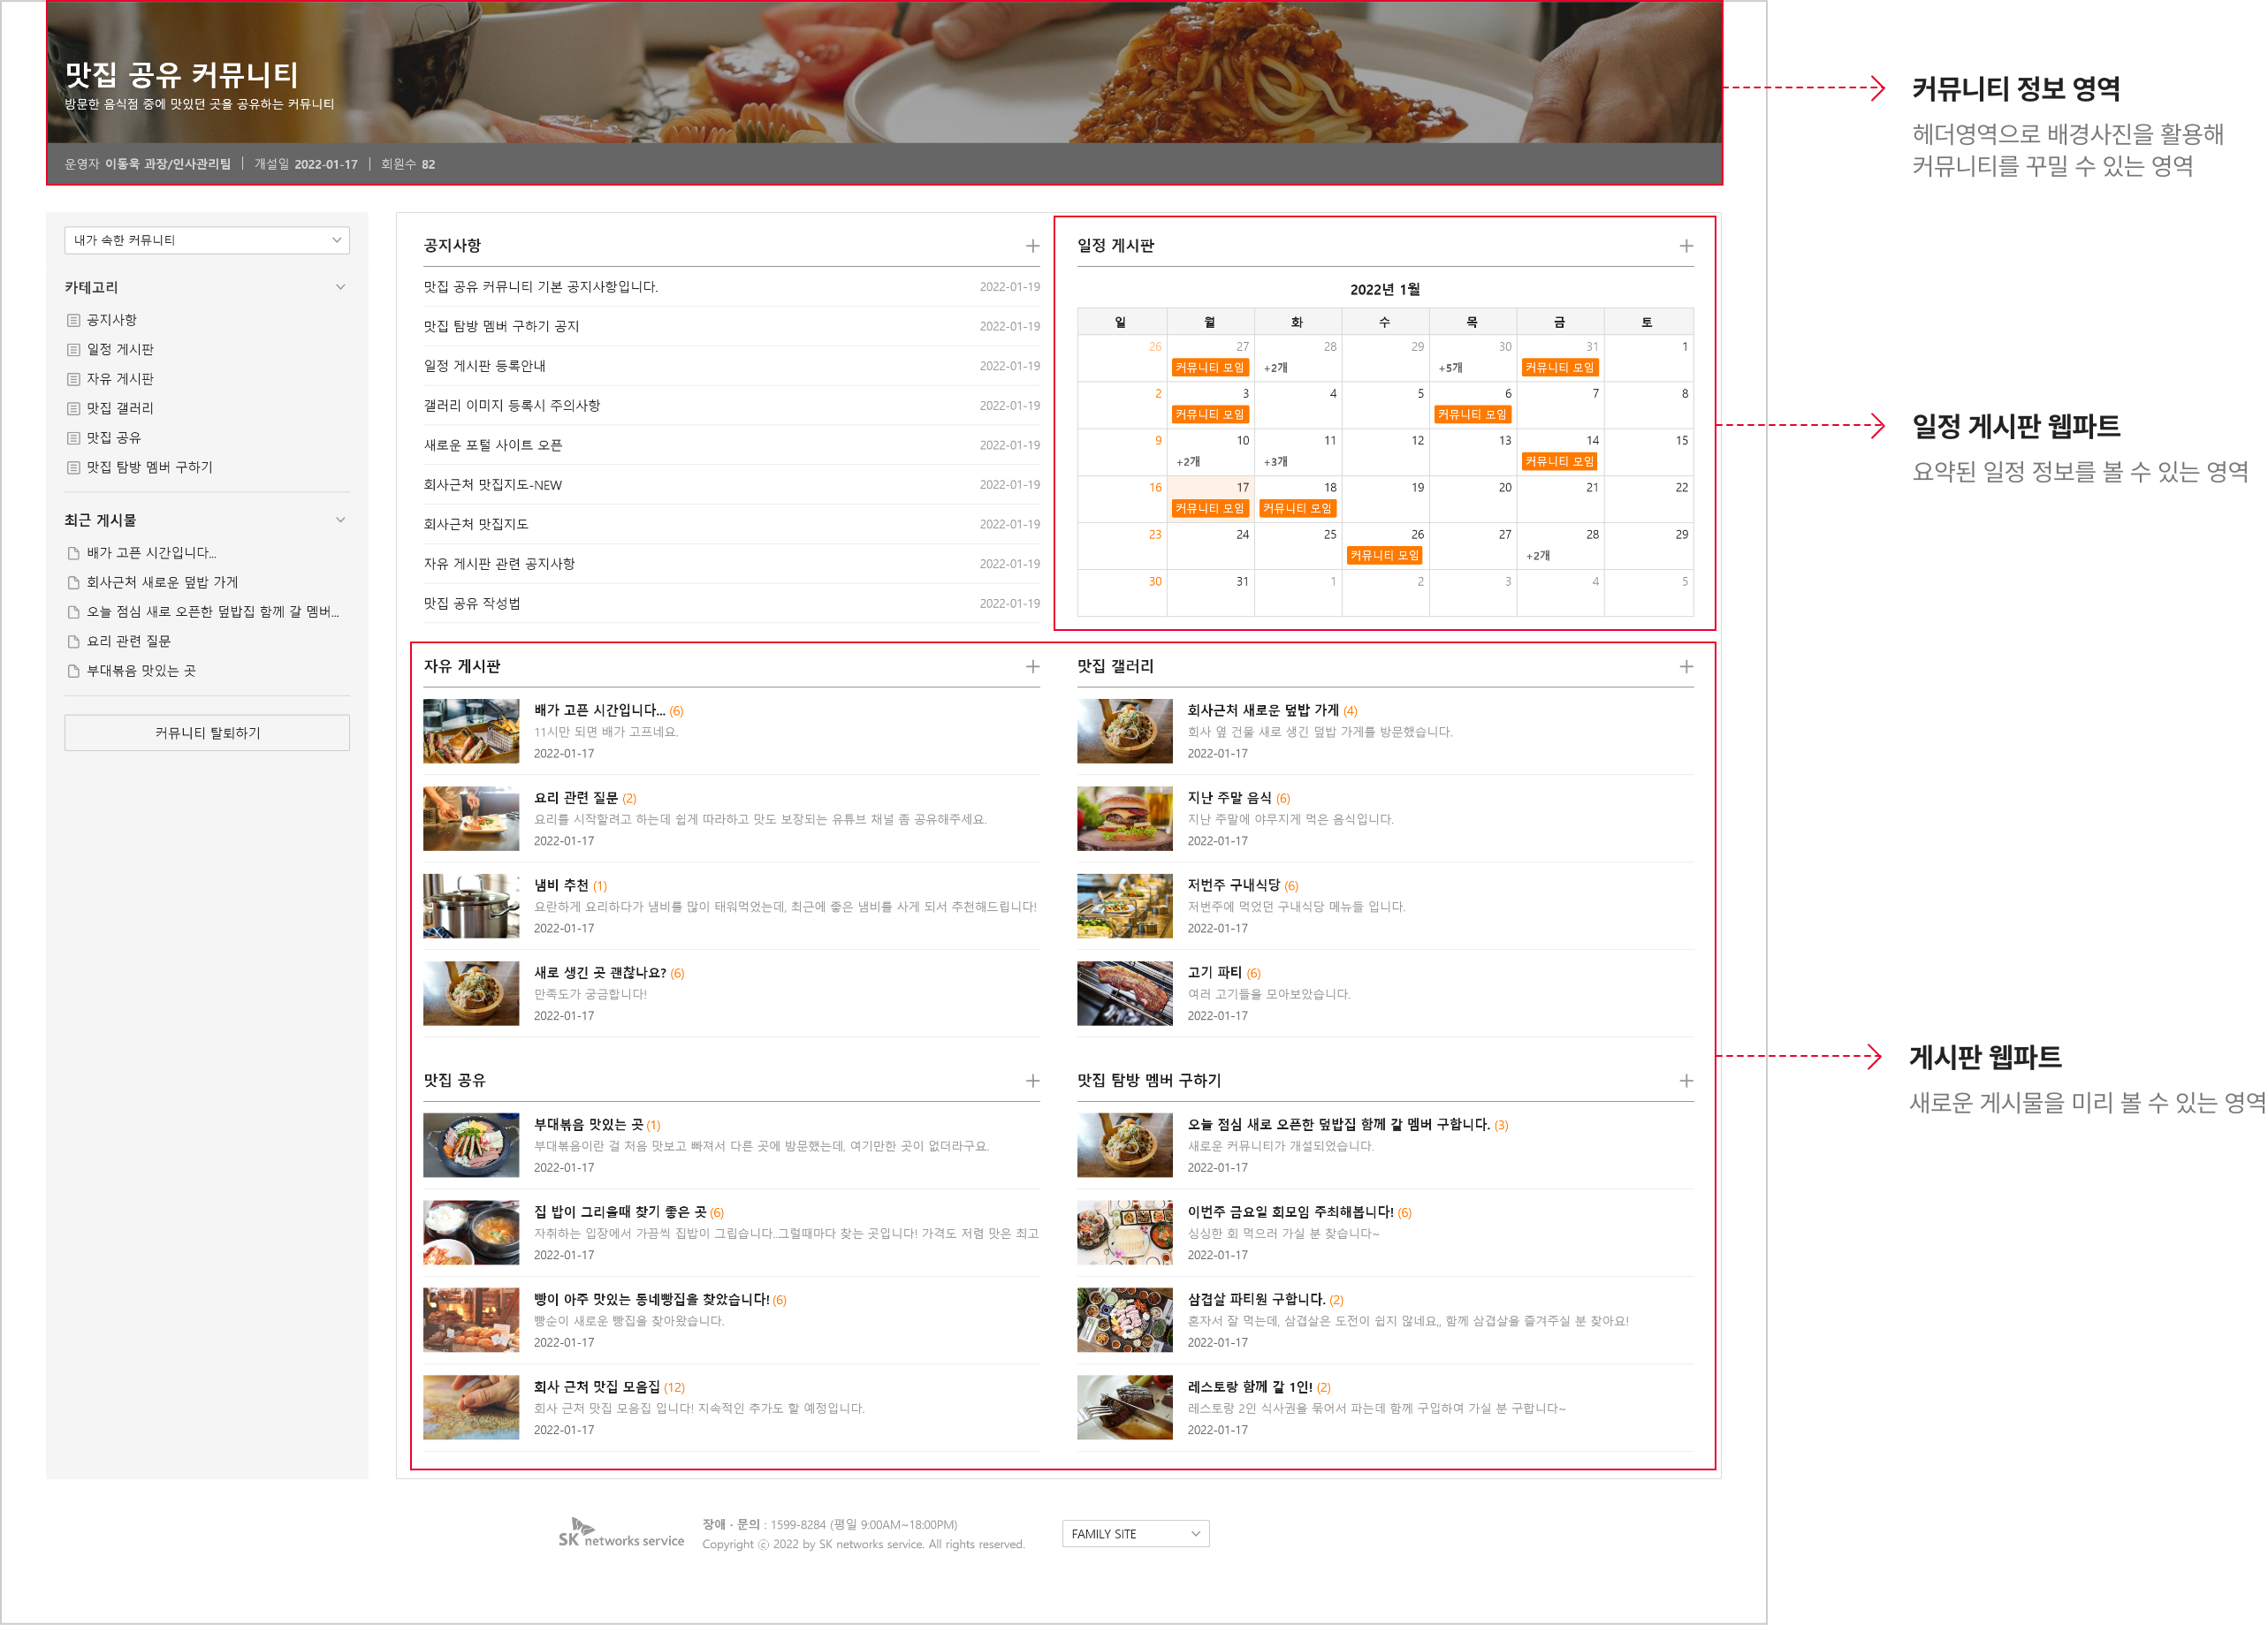 맛집 공유 커뮤니티
방문한 음식점 중에 맛있던 곳을 공유하는 커뮤니티
운영자 이동욱 과장/인사관리팀 | 개설일 2022-01-17 | 회원수 82
커뮤니티 정보 영역
헤더영역으로 배경사진을 활용해
커뮤니티를 꾸밀 수 있는 영역
내가 속한 커뮤니티
카테고리
공지사항
일정 게시판
자유 게시판
맛집 갤러리
맛집 공유
맛집 탐방 멤버 구하기
최근 게시물
배가 고픈 시간입니다...
회사근처 새로운 덮밥 가게
오늘 점심 새로 오픈한 덮밥집 함께 갈 멤버...
요리 관련 질문
부대볶음 맛있는 곳
커뮤니티 탈퇴하기
공지사항
맛집 공유 커뮤니티 기본 공지사항입니다. 2022-01-19
맛집 탐방 멤버 구하기 공지 2022-01-19
일정 게시판 등록안내 2022-01-19
갤러리 이미지 등록시 주의사항 2022-01-19
새로운 포털 사이트 오픈 2022-01-19
회사근처 맛집지도-NEW 2022-01-19
회사근처 맛집지도 2022-01-19
자유 게시판 관련 공지사항 2022-01-19
맛집 공유 작성법 2022-01-19
일정 게시판
2022년 1월
일 월 화 수 목 금 토
26 27 28 29 30 31 1
커뮤니티 모임 +2개 +5개 커뮤니티 모임
2 3 4 5 6 7 8
커뮤니티 모임 커뮤니티 모임
9 10 11 12 13 14 15
+2개 +3개 커뮤니티 모임
16 17 18 19 20 21 22
커뮤니티 모임 커뮤니티 모임
23 24 25 26 27 28 29
커뮤니티 모임 +2개
30 31 1 2 3 4 5
일정 게시판 웹파트
요약된 일정 정보를 볼 수 있는 영역
자유 게시판
배가 고픈 시간입니다... (6)
11시만 되면 배가 고프네요.
2022-01-17
요리 관련 질문 (2)
요리를 시작할려고 하는데 쉽게 따라하고 맛도 보장되는 유튜브 채널 좀 공유해주세요.
2022-01-17
냄비 추천 (1)
요란하게 요리하다가 냄비를 많이 태워먹었는데, 최근에 좋은 냄비를 사게 되서 추천해드립니다!
2022-01-17
새로 생긴 곳 괜찮나요? (6)
만족도가 궁금합니다!
2022-01-17
맛집 갤러리
회사근처 새로운 덮밥 가게 (4)
회사 옆 건물 새로 생긴 덮밥 가게를 방문했습니다.
2022-01-17
지난 주말 음식 (6)
지난 주말에 야무지게 먹은 음식입니다.
2022-01-17
저번주 구내식당 (6)
저번주에 먹었던 구내식당 메뉴들 입니다.
2022-01-17
고기 파티 (6)
여러 고기들을 모아보았습니다.
2022-01-17
맛집 공유
부대볶음 맛있는 곳 (1)
부대볶음이란 걸 처음 맛보고 빠져서 다른 곳에 방문했는데, 여기만한 곳이 없더라구요.
2022-01-17
집 밥이 그리울때 찾기 좋은 곳 (6)
자취하는 입장에서 가끔씩 집밥이 그립습니다..그럴때마다 찾는 곳입니다! 가격도 저렴 맛은 최고
2022-01-17
빵이 아주 맛있는 동네빵집을 찾았습니다! (6)
빵순이 새로운 빵집을 찾아왔습니다.
2022-01-17
회사 근처 맛집 모음집 (12)
회사 근처 맛집 모음집 입니다! 지속적인 추가도 할 예정입니다.
2022-01-17
맛집 탐방 멤버 구하기
오늘 점심 새로 오픈한 덮밥집 함께 갈 멤버 구합니다. (3)
새로운 커뮤니티가 개설되었습니다.
2022-01-17
이번주 금요일 회모임 주최해봅니다! (6)
싱싱한 회 먹으러 가실 분 찾습니다~
2022-01-17
삼겹살 파티원 구합니다. (2)
혼자서 잘 먹는데, 삼겹살은 도전이 쉽지 않네요,, 함께 삼겹살을 즐겨주실 분 찾아요!
2022-01-17
레스토랑 함께 갈 1인! (2)
레스토랑 2인 식사권을 묶어서 파는데 함께 구입하여 가실 분 구합니다~
2022-01-17
게시판 웹파트
새로운 게시물을 미리 볼 수 있는 영역
SK networks service
장애 · 문의 : 1599-8284 (평일 9:00AM~18:00PM)
Copyright ⓒ 2022 by SK networks service. All rights reserved.
FAMILY SITE